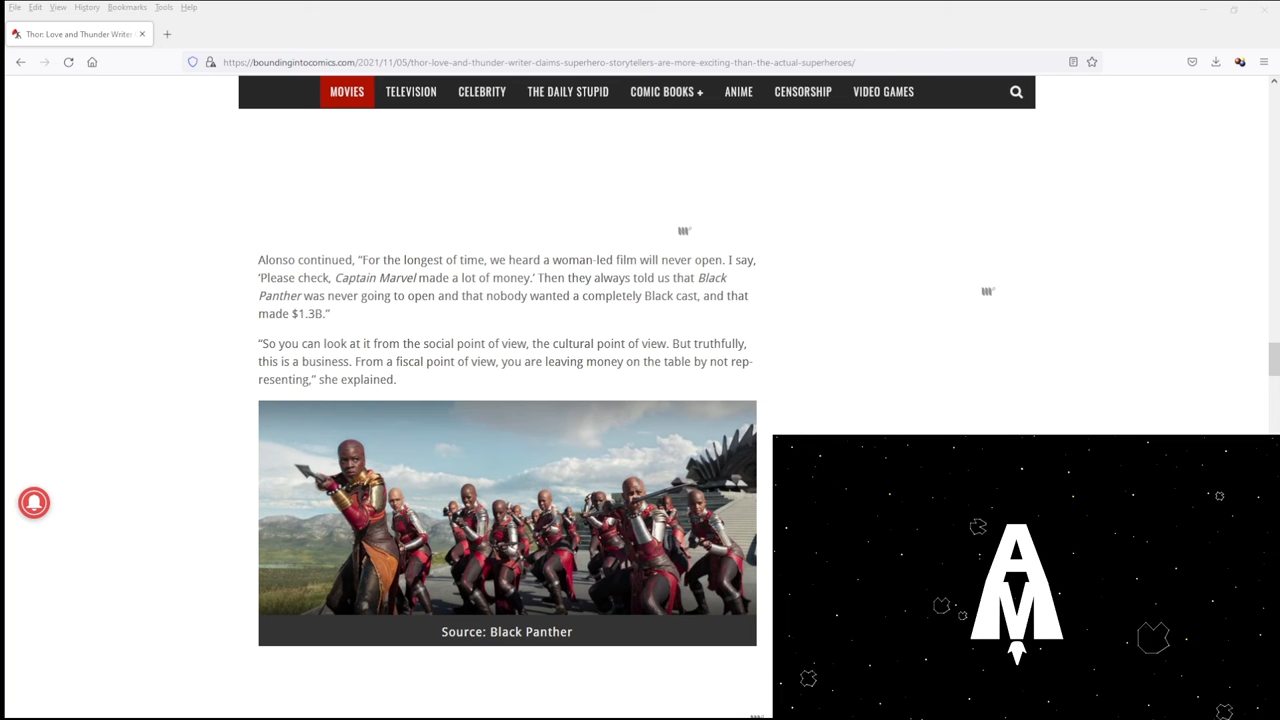 File Edit View History Bookmarks Tools Help
Thor: Love and Thunder Writer
https://boundingintocomics.com/2021/11/05/thor-love-and-thunder-writer-claims-superhero-storytellers-are-more-exciting-than-the-actual-superheroes/
MOVIES TELEVISION CELEBRITY THE DAILY STUPID COMIC BOOKS + ANIME CENSORSHIP VIDEO GAMES
Alonso continued, “For the longest of time, we heard a woman-led film will never open. I say,
‘Please check, Captain Marvel made a lot of money.’ Then they always told us that Black
Panther was never going to open and that nobody wanted a completely Black cast, and that
made $1.3B.”
“So you can look at it from the social point of view, the cultural point of view. But truthfully,
this is a business. From a fiscal point of view, you are leaving money on the table by not rep-
resenting,” she explained.
Source: Black Panther
AM